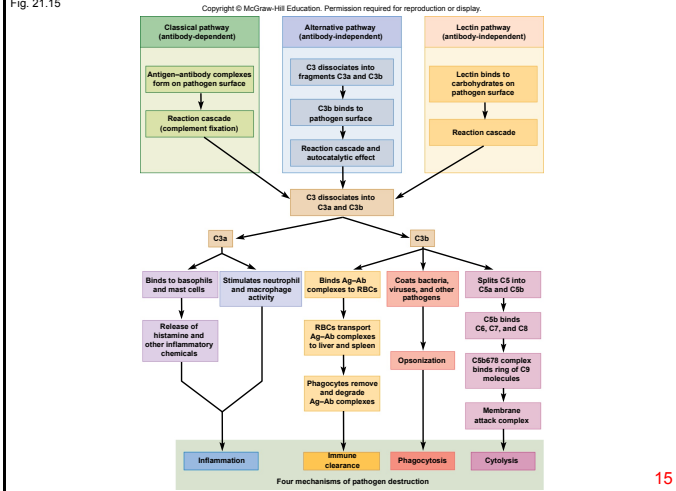 Fig. 21.15
Copyright © McGraw-Hill Education. Permission required for reproduction or display.
Classical pathway
(antibody-dependent)
Antigen–antibody complexes
form on pathogen surface
Reaction cascade
(complement fixation)
Alternative pathway
(antibody-independent)
C3 dissociates into
fragments C3a and C3b
C3b binds to
pathogen surface
Reaction cascade and
autocatalytic effect
Lectin pathway
(antibody-independent)
Lectin binds to
carbohydrates on
pathogen surface
Reaction cascade
C3 dissociates into
C3a and C3b
C3a
C3b
Binds to basophils
and mast cells
Release of
histamine and
other inflammatory
chemicals
Stimulates neutrophil
and macrophage
activity
Binds Ag–Ab
complexes to RBCs
RBCs transport
Ag–Ab complexes
to liver and spleen
Phagocytes remove
and degrade
Ag–Ab complexes
Coats bacteria,
viruses, and other
pathogens
Opsonization
Splits C5 into
C5a and C5b
C5b binds
C6, C7, and C8
C5b678 complex
binds ring of C9
molecules
Membrane
attack complex
Inflammation
Immune
clearance
Phagocytosis
Cytolysis
Four mechanisms of pathogen destruction
15